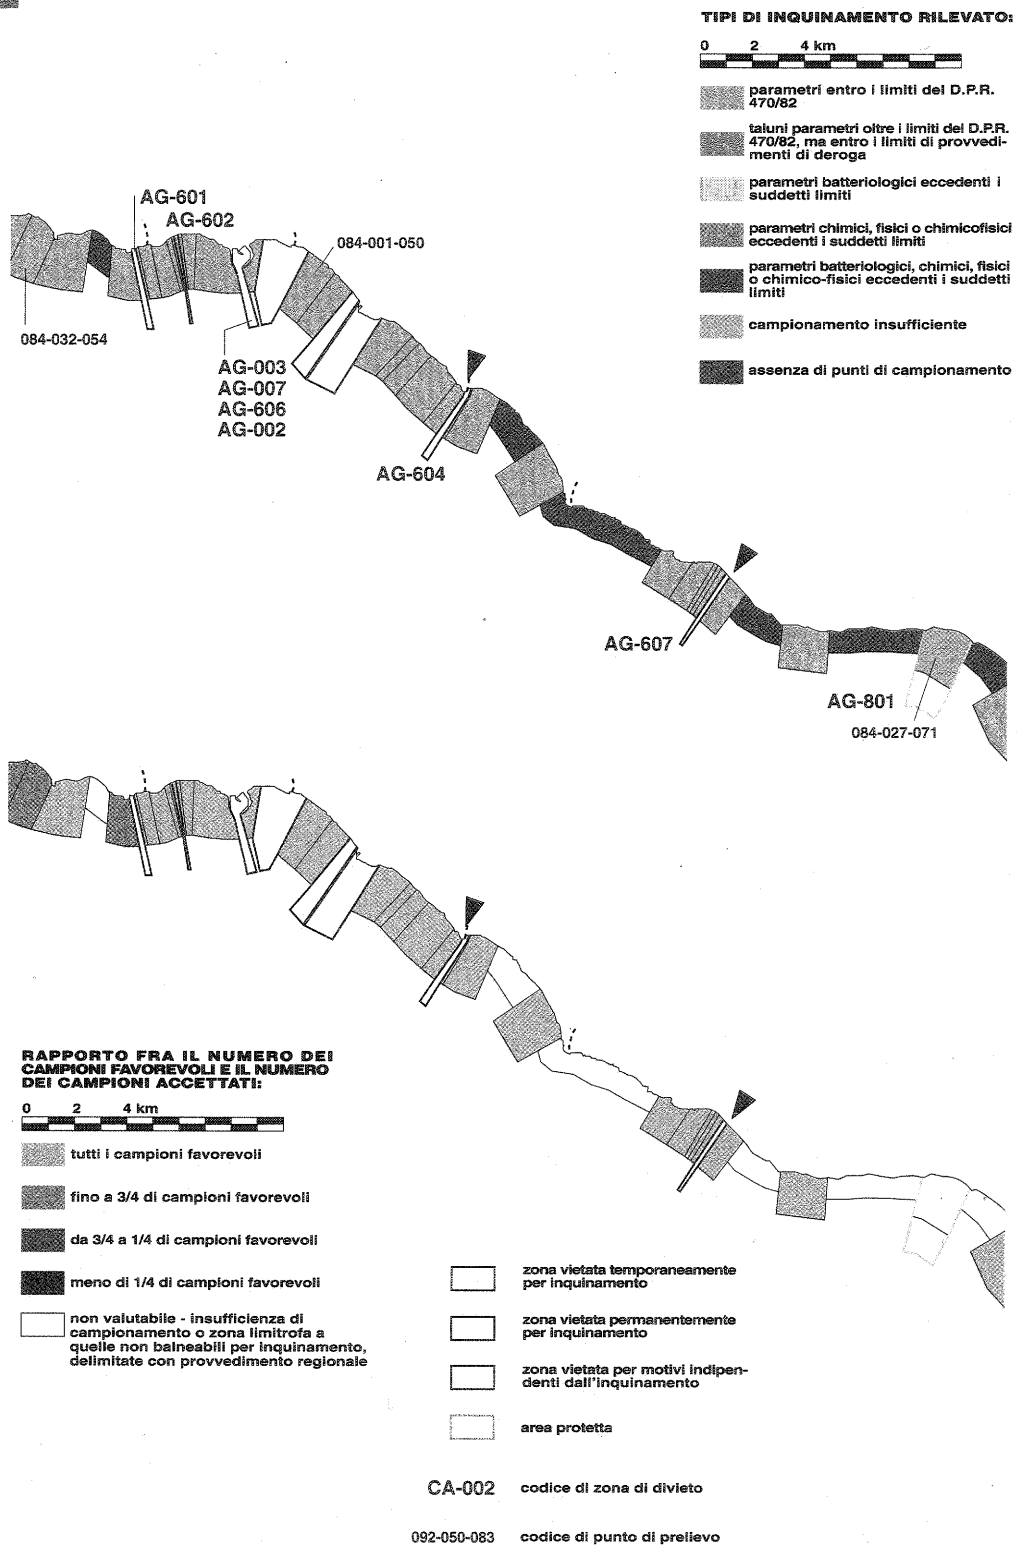 TIPI DI INQUINAMENTO RILEVATO:
0 2 4 km
parametri entro i limiti del D.P.R.
470/82
taluni parametri oltre i limiti del D.P.R.
470/82, ma entro i limiti di provvedi-
menti di deroga
parametri batteriologici eccedenti i
suddetti limiti
parametri chimici, fisici o chimicofisici
eccedenti i suddetti limiti
parametri batteriologici, chimici, fisici
o chimico-fisici eccedenti i suddetti
limiti
campionamento insufficiente
assenza di punti di campionamento
AG-601
AG-602
084-001-050
084-032-054
AG-003
AG-007
AG-606
AG-002
AG-604
AG-607
AG-801
084-027-071
RAPPORTO FRA IL NUMERO DEI
CAMPIONI FAVOREVOLI E IL NUMERO
DEI CAMPIONI ACCETTATI:
0 2 4 km
tutti i campioni favorevoli
fino a 3/4 di campioni favorevoli
da 3/4 a 1/4 di campioni favorevoli
meno di 1/4 di campioni favorevoli
non valutabile - insufficienza di
campionamento o zona limitrofa a
quelle non balneabili per inquinamento,
delimitate con provvedimento regionale
zona vietata temporaneamente
per inquinamento
zona vietata permanentemente
per inquinamento
zona vietata per motivi indipen-
denti dall'inquinamento
area protetta
CA-002 codice di zona di divieto
092-050-083 codice di punto di prelievo